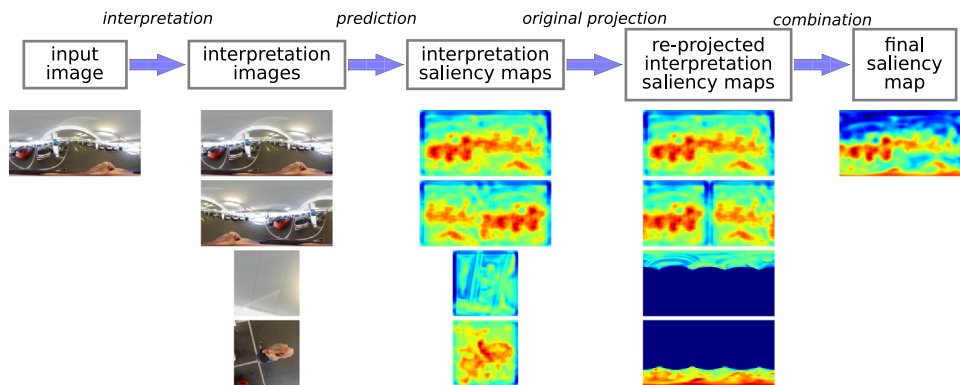 interpretation
prediction
original projection
combination
input
image
interpretation
images
interpretation
saliency maps
re-projected
interpretation
saliency maps
final
saliency
map